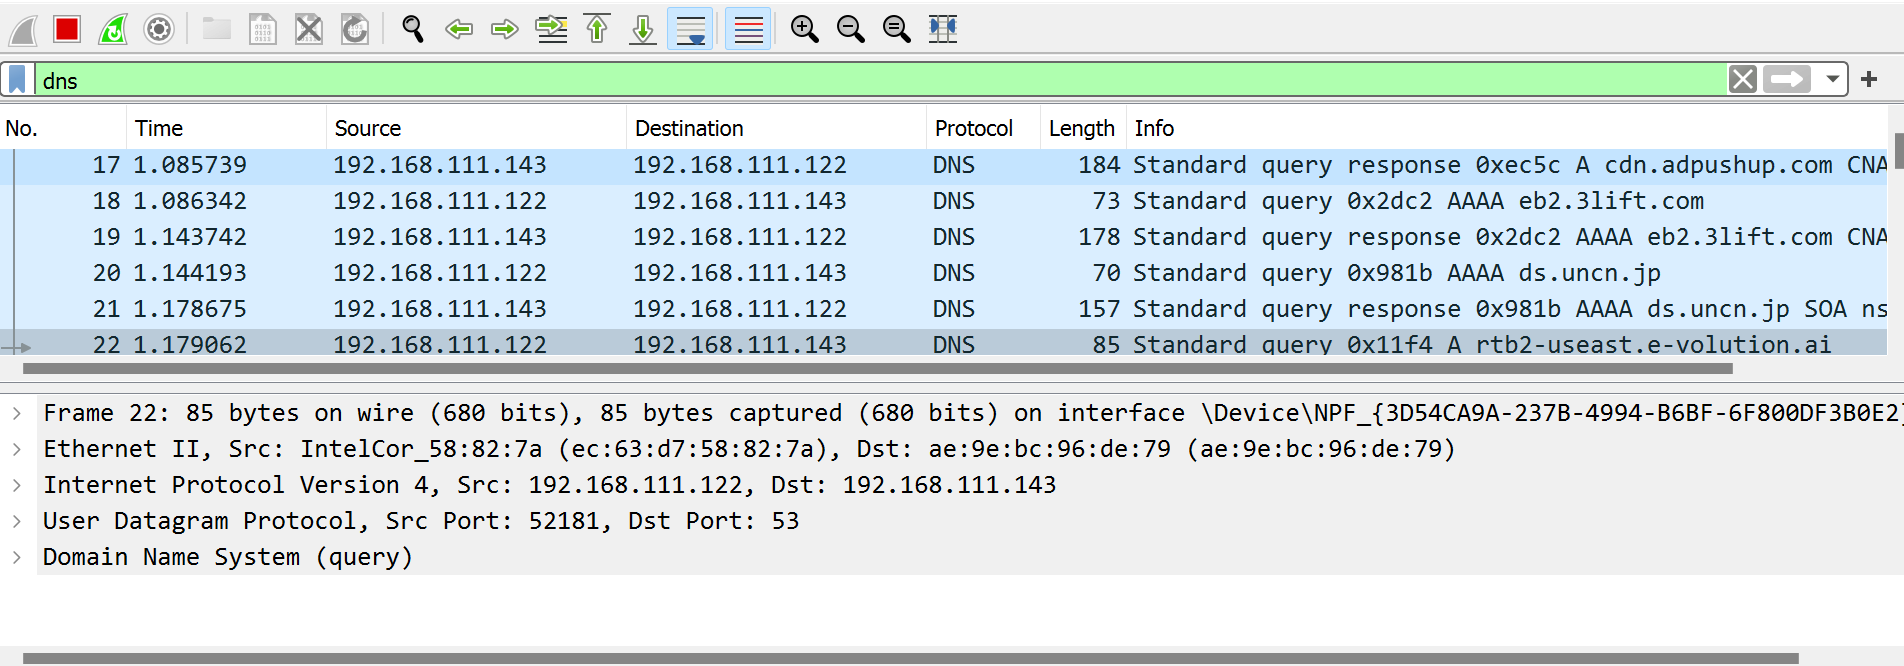 dns
No. Time Source Destination Protocol Length Info
17 1.085739 192.168.111.143 192.168.111.122 DNS 184 Standard query response 0xec5c A cdn.adpushup.com CNA
18 1.086342 192.168.111.122 192.168.111.143 DNS 73 Standard query 0x2dc2 AAAA eb2.3lift.com
19 1.143742 192.168.111.143 192.168.111.122 DNS 178 Standard query response 0x2dc2 AAAA eb2.3lift.com CNA
20 1.144193 192.168.111.122 192.168.111.143 DNS 70 Standard query 0x981b AAAA ds.uncn.jp
21 1.178675 192.168.111.143 192.168.111.122 DNS 157 Standard query response 0x981b AAAA ds.uncn.jp SOA ns
22 1.179062 192.168.111.122 192.168.111.143 DNS 85 Standard query 0x11f4 A rtb2-useast.e-volution.ai
Frame 22: 85 bytes on wire (680 bits), 85 bytes captured (680 bits) on interface \Device\NPF_{3D54CA9A-237B-4994-B6BF-6F800DF3B0E2}
Ethernet II, Src: IntelCor_58:82:7a (ec:63:d7:58:82:7a), Dst: ae:9e:bc:96:de:79 (ae:9e:bc:96:de:79)
Internet Protocol Version 4, Src: 192.168.111.122, Dst: 192.168.111.143
User Datagram Protocol, Src Port: 52181, Dst Port: 53
Domain Name System (query)